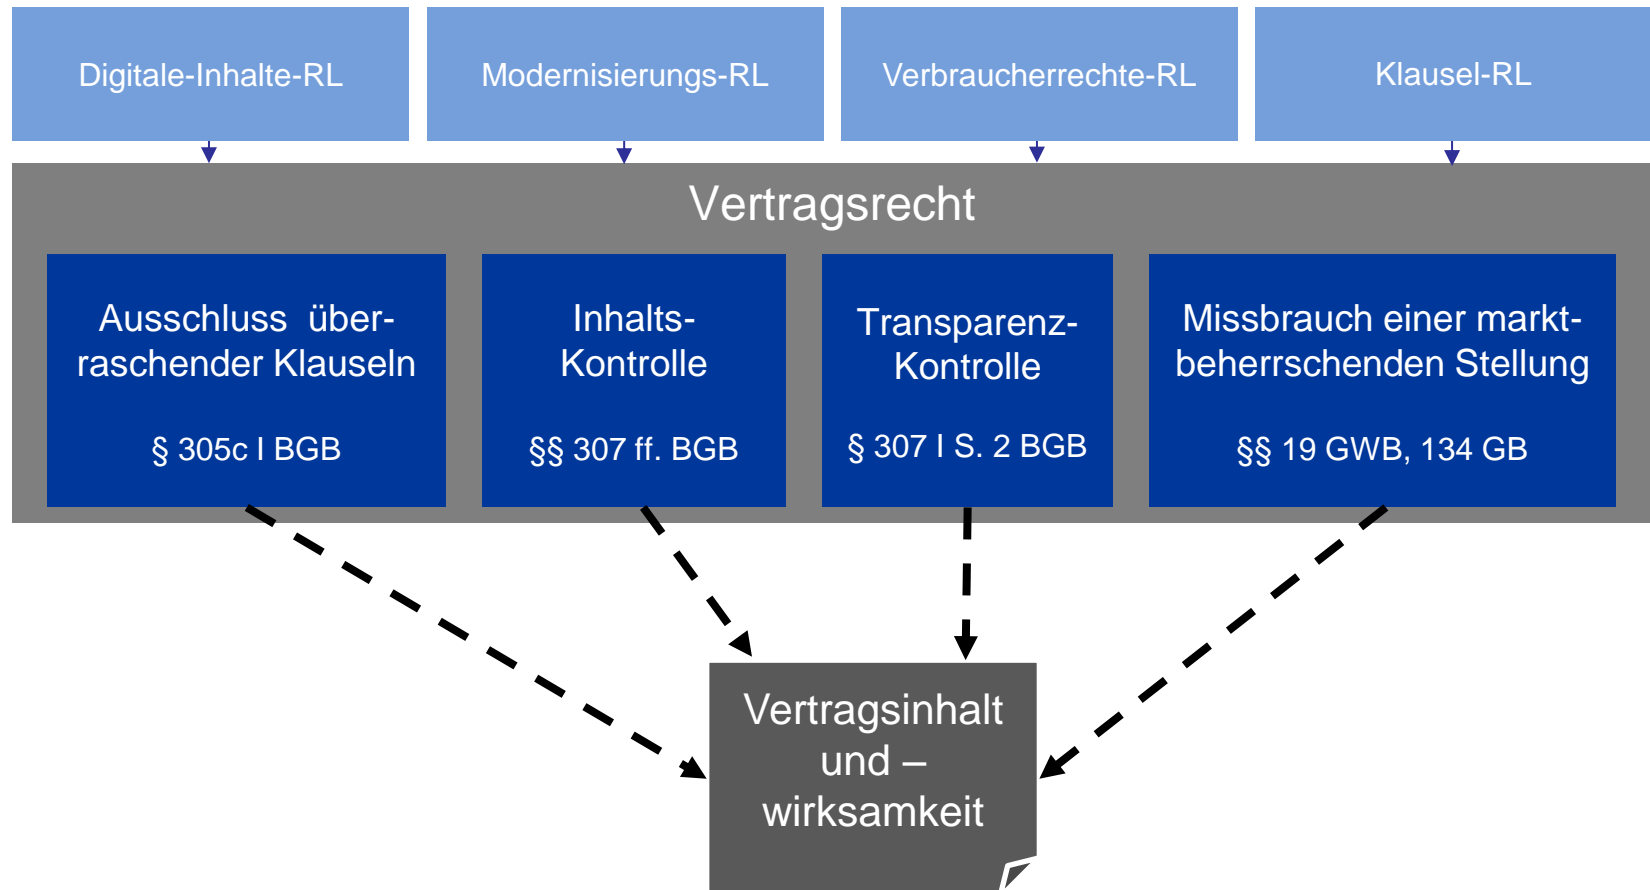 Digitale-Inhalte-RL
Modernisierungs-RL
Verbraucherrechte-RL
Klausel-RL
Vertragsrecht
Ausschluss  über-
raschender Klauseln
§ 305c I BGB
Inhalts-
Kontrolle
§§ 307 ff. BGB
Transparenz-
Kontrolle
§ 307 I S. 2 BGB
Missbrauch einer markt-
beherrschenden Stellung
§§ 19 GWB, 134 GB
Vertragsinhalt
und –
wirksamkeit